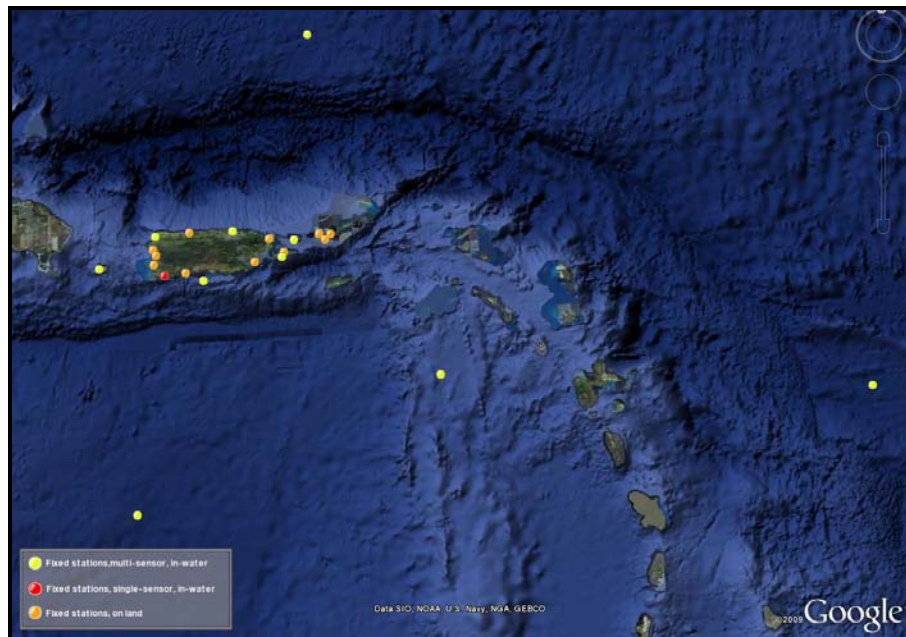 Fixed stations,multi-sensor, in-water
Fixed stations, single-sensor, in-water
Fixed stations, on land
Data SIO, NOAA, U.S. Navy, NGA, GEBCO
©2009 Google